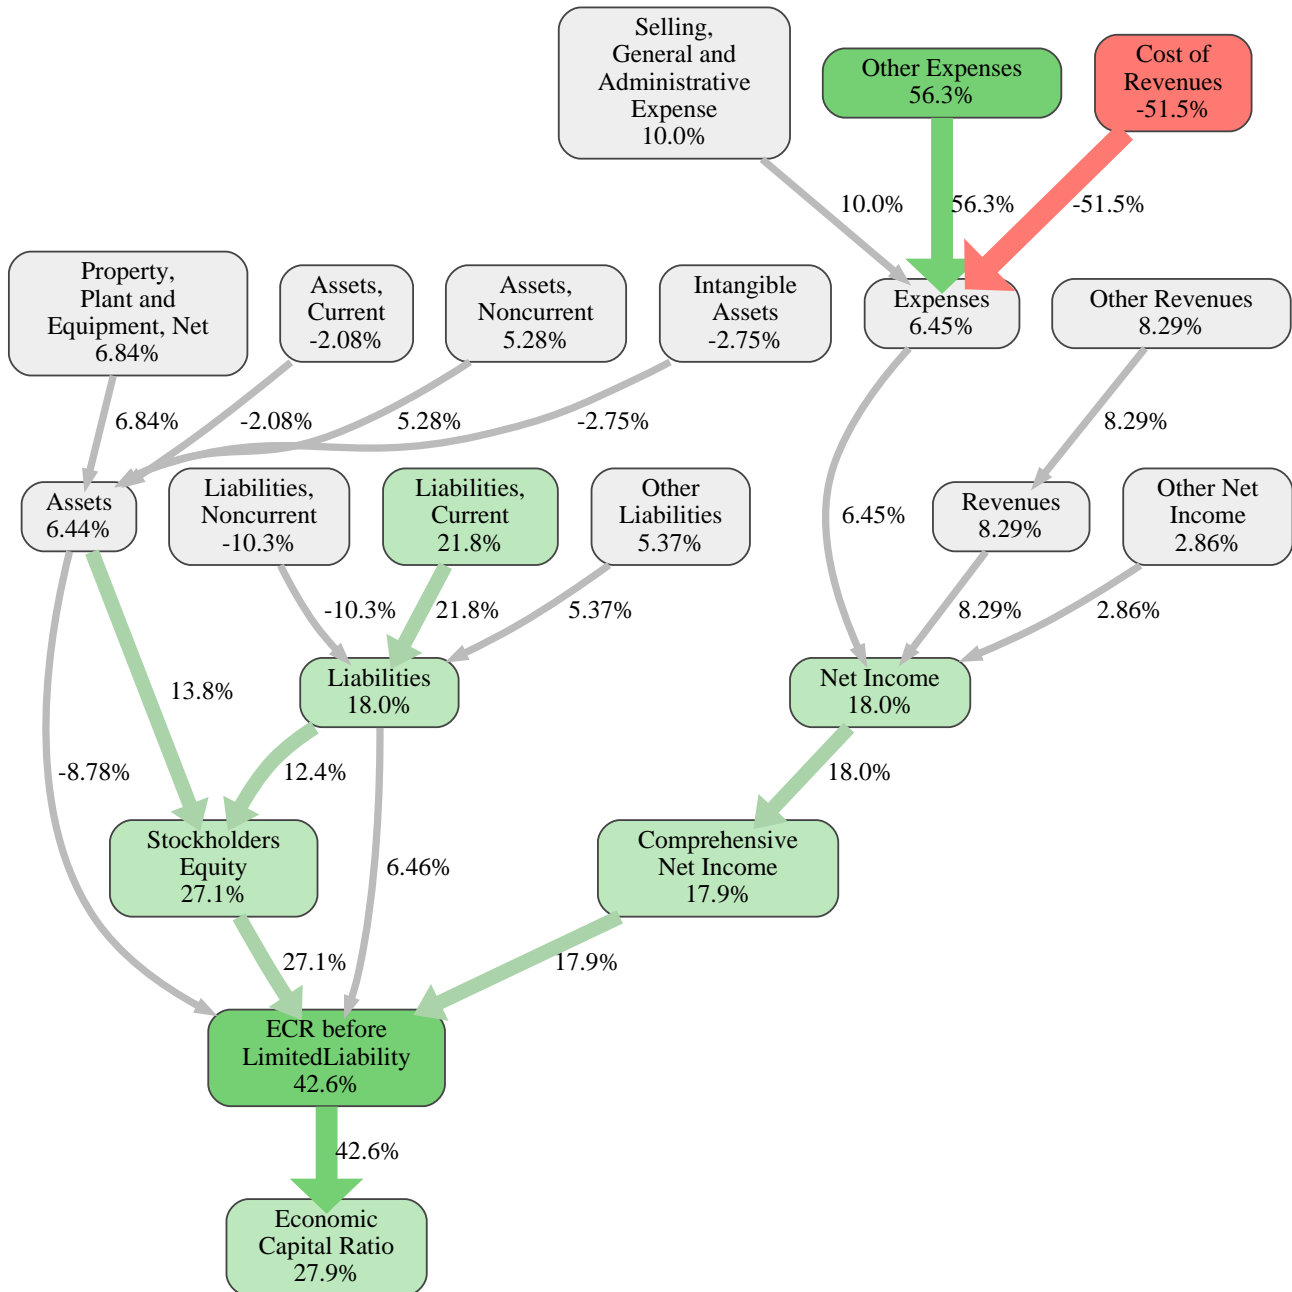 Selling,
General and
Administrative
Expense
10.0%
Other Expenses
56.3%
Cost of
Revenues
-51.5%
10.0%
56.3%
-51.5%
Property,
Plant and
Equipment, Net
6.84%
Assets,
Current
-2.08%
Assets,
Noncurrent
5.28%
Intangible
Assets
-2.75%
Expenses
6.45%
Other Revenues
8.29%
6.84%
-2.08%
5.28%
-2.75%
8.29%
Assets
6.44%
Liabilities,
Noncurrent
-10.3%
Liabilities,
Current
21.8%
Other
Liabilities
5.37%
6.45%
Revenues
8.29%
Other Net
Income
2.86%
-10.3%
21.8%
5.37%
8.29%
2.86%
13.8%
Liabilities
18.0%
Net Income
18.0%
-8.78%
12.4%
18.0%
Stockholders
Equity
27.1%
6.46%
Comprehensive
Net Income
17.9%
27.1%
17.9%
ECR before
LimitedLiability
42.6%
42.6%
Economic
Capital Ratio
27.9%